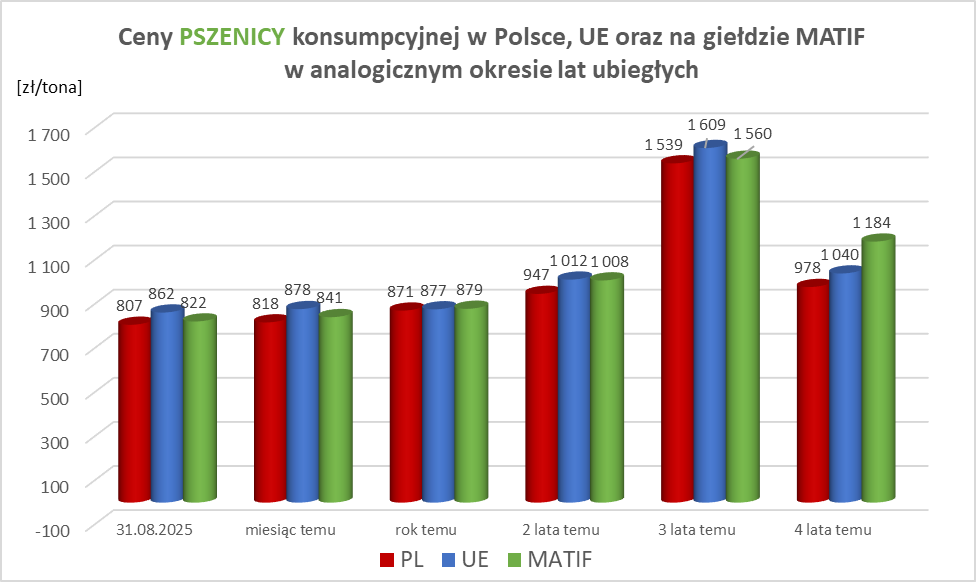 Ceny PSZENICY konsumpcyjnej w Polsce, UE oraz na giełdzie MATIF
w analogicznym okresie lat ubiegłych
[zł/tona]
1 700
1 500
1 300
1 100
900
700
500
300
100
-100
807
862
822
818
878
841
871
877
879
947
1 012
1 008
1 539
1 609
1 560
978
1 040
1 184
31.08.2025
miesiąc temu
rok temu
2 lata temu
3 lata temu
4 lata temu
PL
UE
MATIF